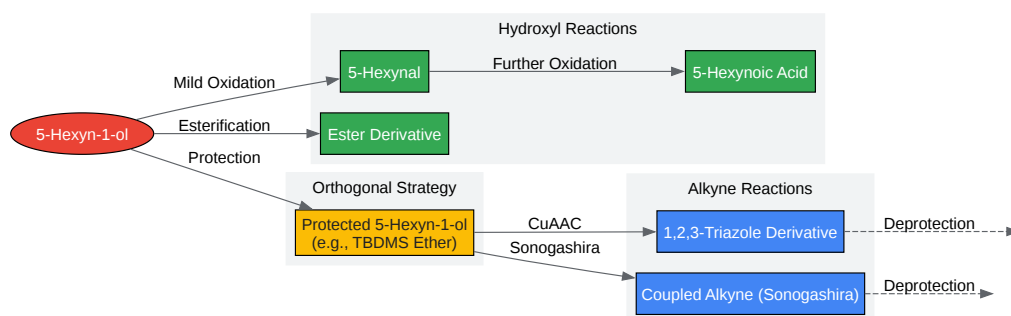 Hydroxyl Reactions
5-Hexynal
Further Oxidation
5-Hexynoic Acid
Mild Oxidation
5-Hexyn-1-ol
Esterification
Ester Derivative
Protection
Orthogonal Strategy
Alkyne Reactions
Protected 5-Hexyn-1-ol
(e.g., TBDMS Ether)
CuAAC
1,2,3-Triazole Derivative
Deprotection
Sonogashira
Coupled Alkyne (Sonogashira)
Deprotection